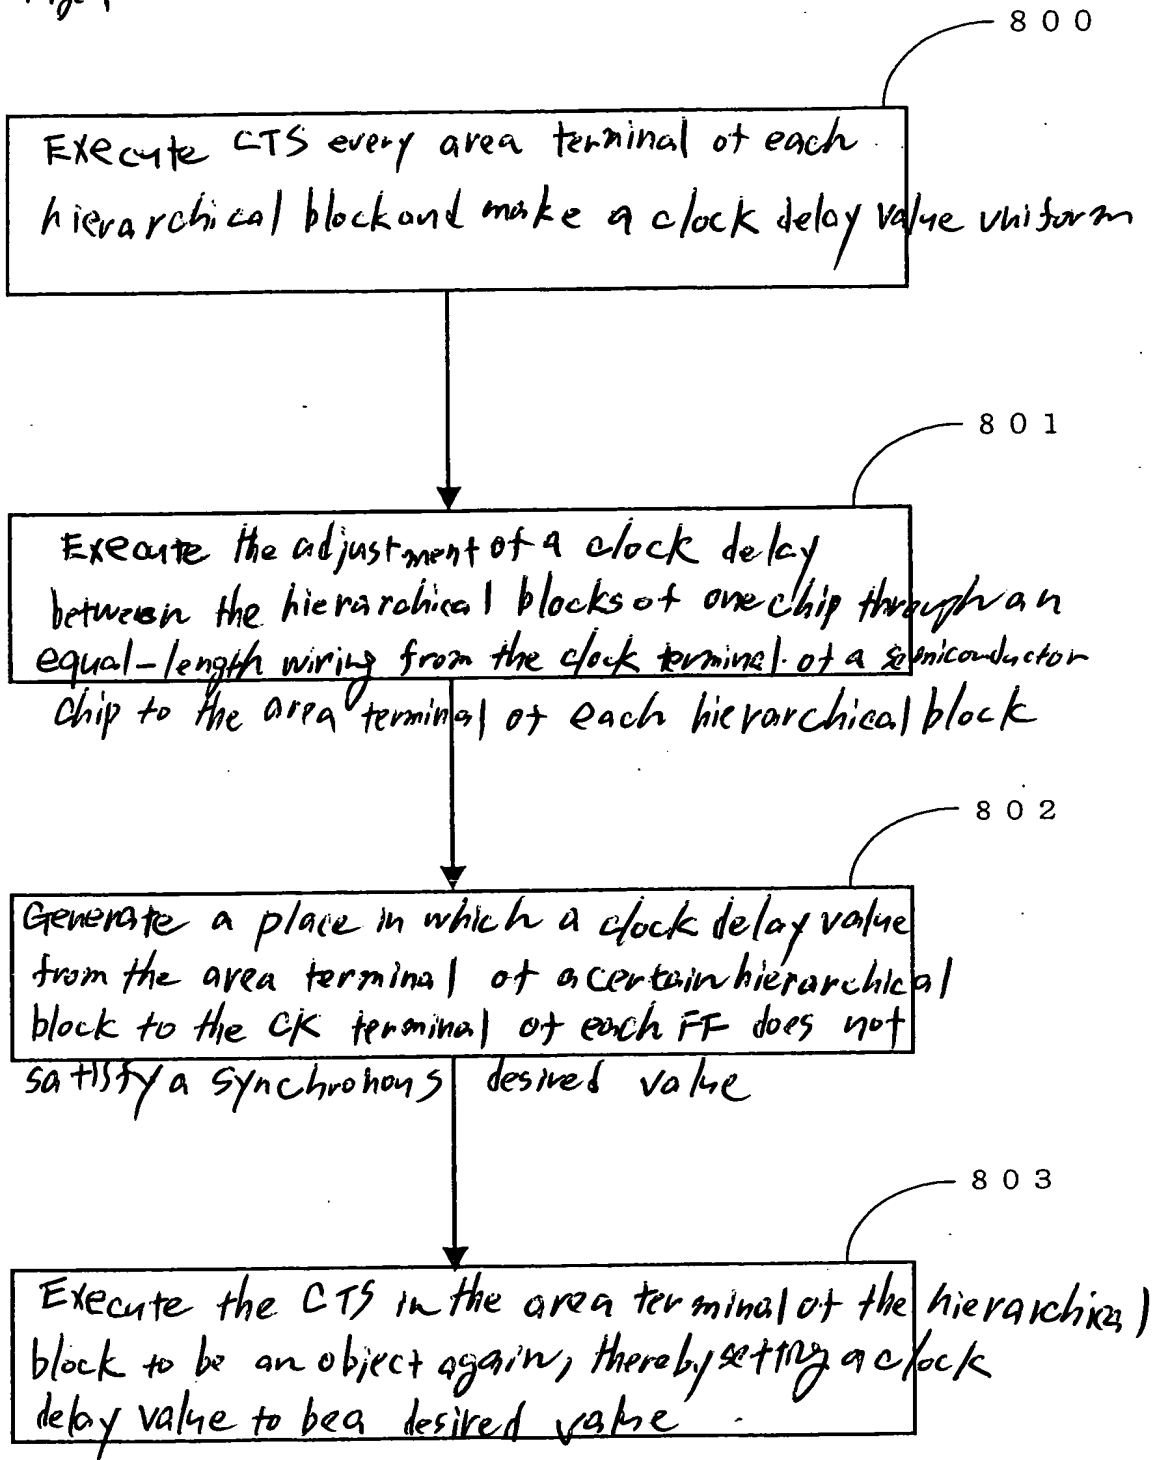 800
Execute CTS every area terminal of each
hierarchical block and make a clock delay value uniform
801
Execute the adjustment of a clock delay
between the hierarchical blocks of one chip through an
equal-length wiring from the clock terminal of a semiconductor
chip to the area terminal of each hierarchical block
802
Generate a place in which a clock delay value
from the area terminal of a certain hierarchical
block to the CK terminal of each FF does not
satisfy a synchronous desired value
803
Execute the CTS in the area terminal of the hierarchical
block to be an object again, thereby setting a clock
delay value to be a desired value